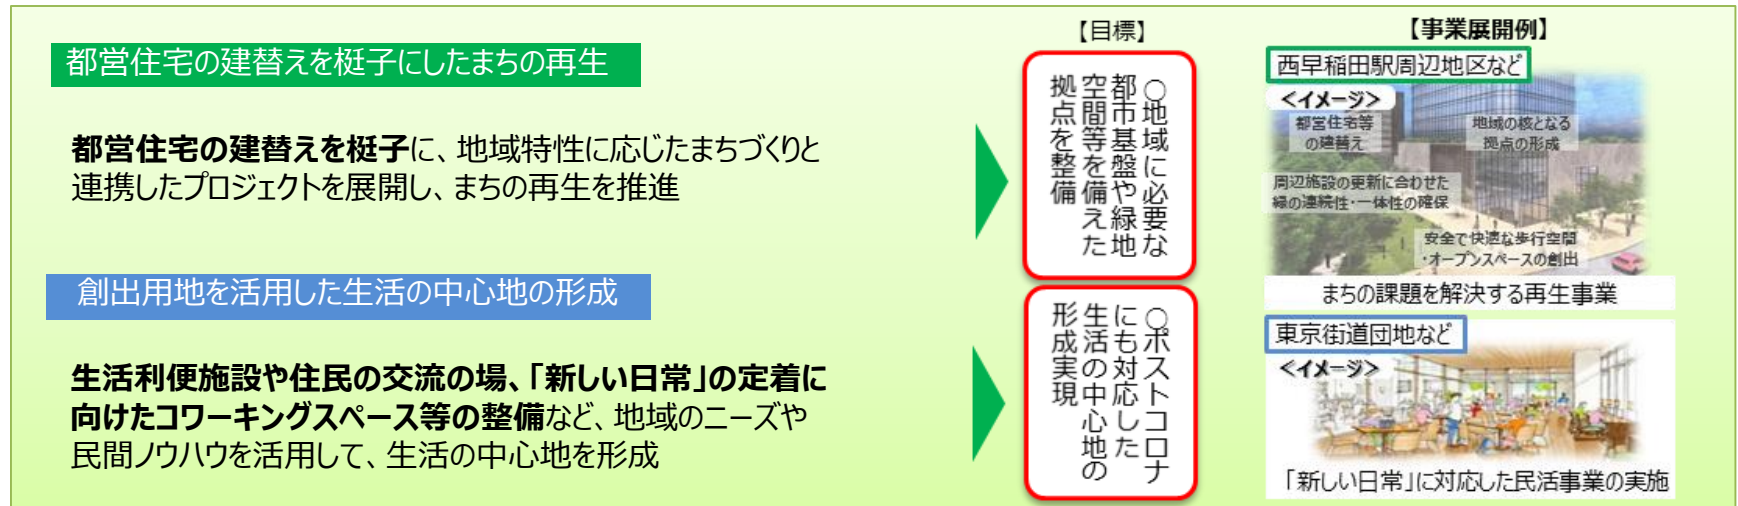 都営住宅の建替えを梃子にしたまちの再生
都営住宅の建替えを梃子に、地域特性に応じたまちづくりと
連携したプロジェクトを展開し、まちの再生を推進
創出用地を活用した生活の中心地の形成
生活利便施設や住民の交流の場、「新しい日常」の定着に
向けたコワーキングスペース等の整備など、地域のニーズや
民間ノウハウを活用して、生活の中心地を形成
【目標】
○地域に必要な
都市基盤や緑地
空間等を備えた
拠点を整備
○ポストコロナ
にも対応した
生活の中心地の
形成実現
【事業展開例】
西早稲田駅周辺地区など
<イメージ>
都営住宅等
の建替え
地域の核となる
拠点の形成
周辺施設の更新に合わせた
緑の連続性・一体性の確保
安全で快適な歩行空間
・オープンスペースの創出
まちの課題を解決する再生事業
東京街道団地など
<イメージ>
「新しい日常」に対応した民活事業の実施